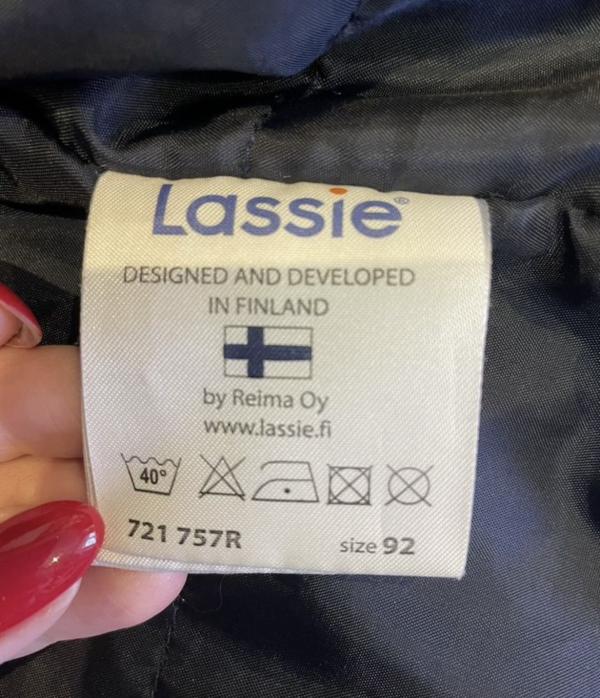 Lassie®
DESIGNED AND DEVELOPED
IN FINLAND
by Reima Oy
www.lassie.fi
40°
721 757R size 92